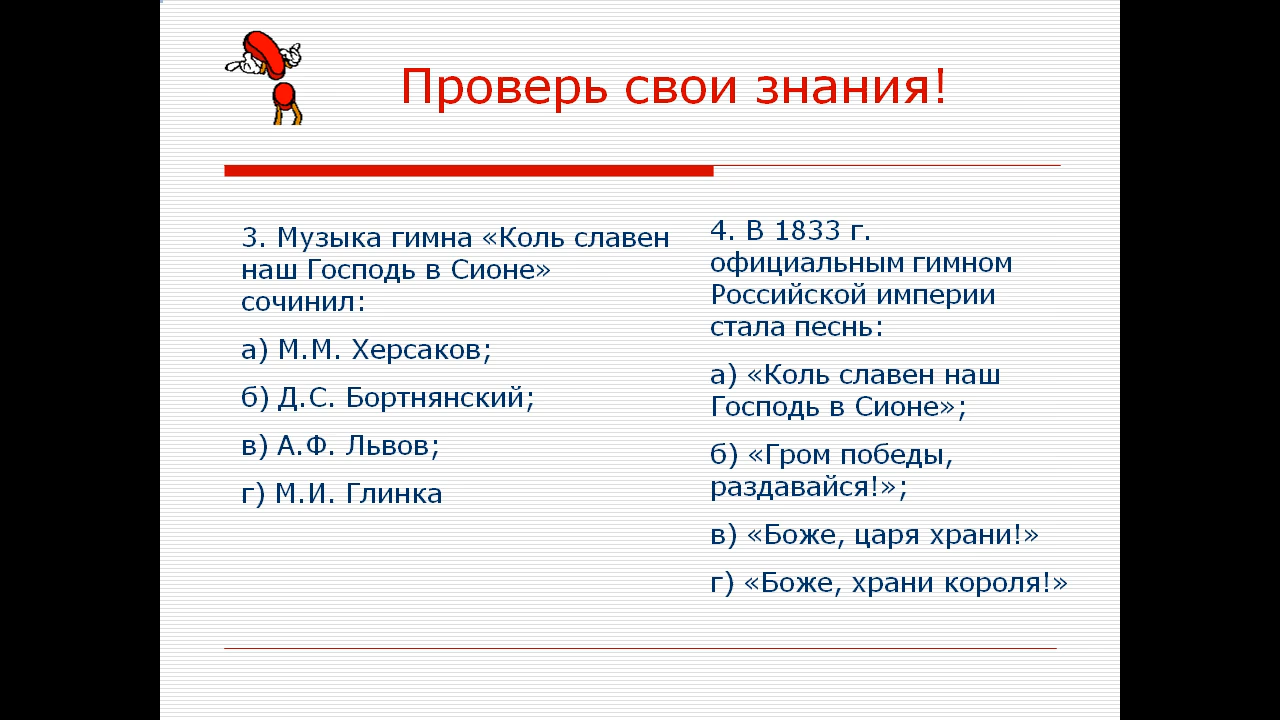 Проверь свои знания!
3. Музыка гимна «Коль славен
наш Господь в Сионе»
сочинил:
а) М.М. Херсаков;
б) Д.С. Бортнянский;
в) А.Ф. Львов;
г) М.И. Глинка
4. В 1833 г.
официальным гимном
Российской империи
стала песнь:
а) «Коль славен наш
Господь в Сионе»;
б) «Гром победы,
раздавайся!»;
в) «Боже, царя храни!»
г) «Боже, храни короля!»